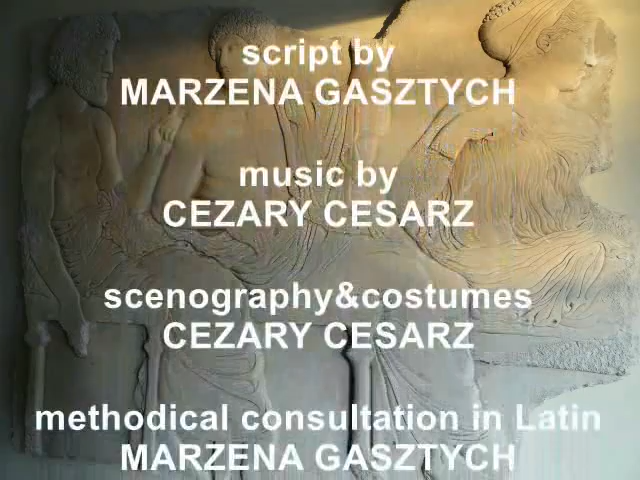 script by
MARZENA GASZTYCH
music by
CEZARY CESARZ
scenography&costumes
CEZARY CESARZ
methodical consultation in Latin
MARZENA GASZTYCH